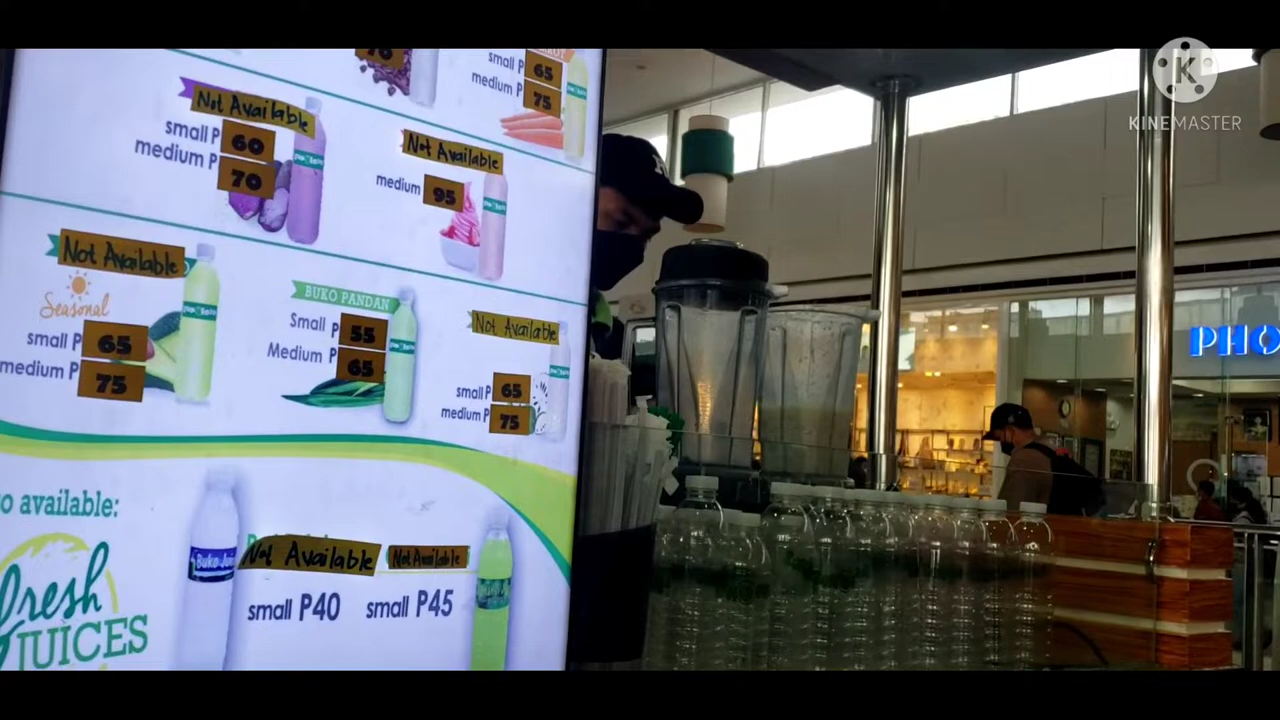 70
small P 65
medium P 75
Not Available
small P 60
medium P 70
Not Available
medium 95
Not Available
Seasonal
small P 65
medium P 75
BUKO PANDAN
Small P 55
Medium P 65
Not Available
small P 65
medium P 75
o available:
fresh
JUICES
Buko
Not Available
small P40
Not Available
small P45
PHO
K
KINEMASTER